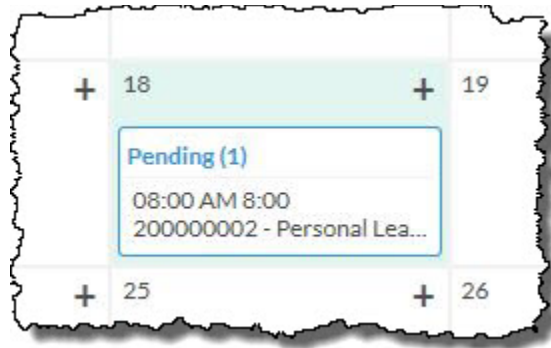 + 18 + 19
Pending (1)
08:00 AM 8:00
200000002 - Personal Lea...
+ 25 + 26